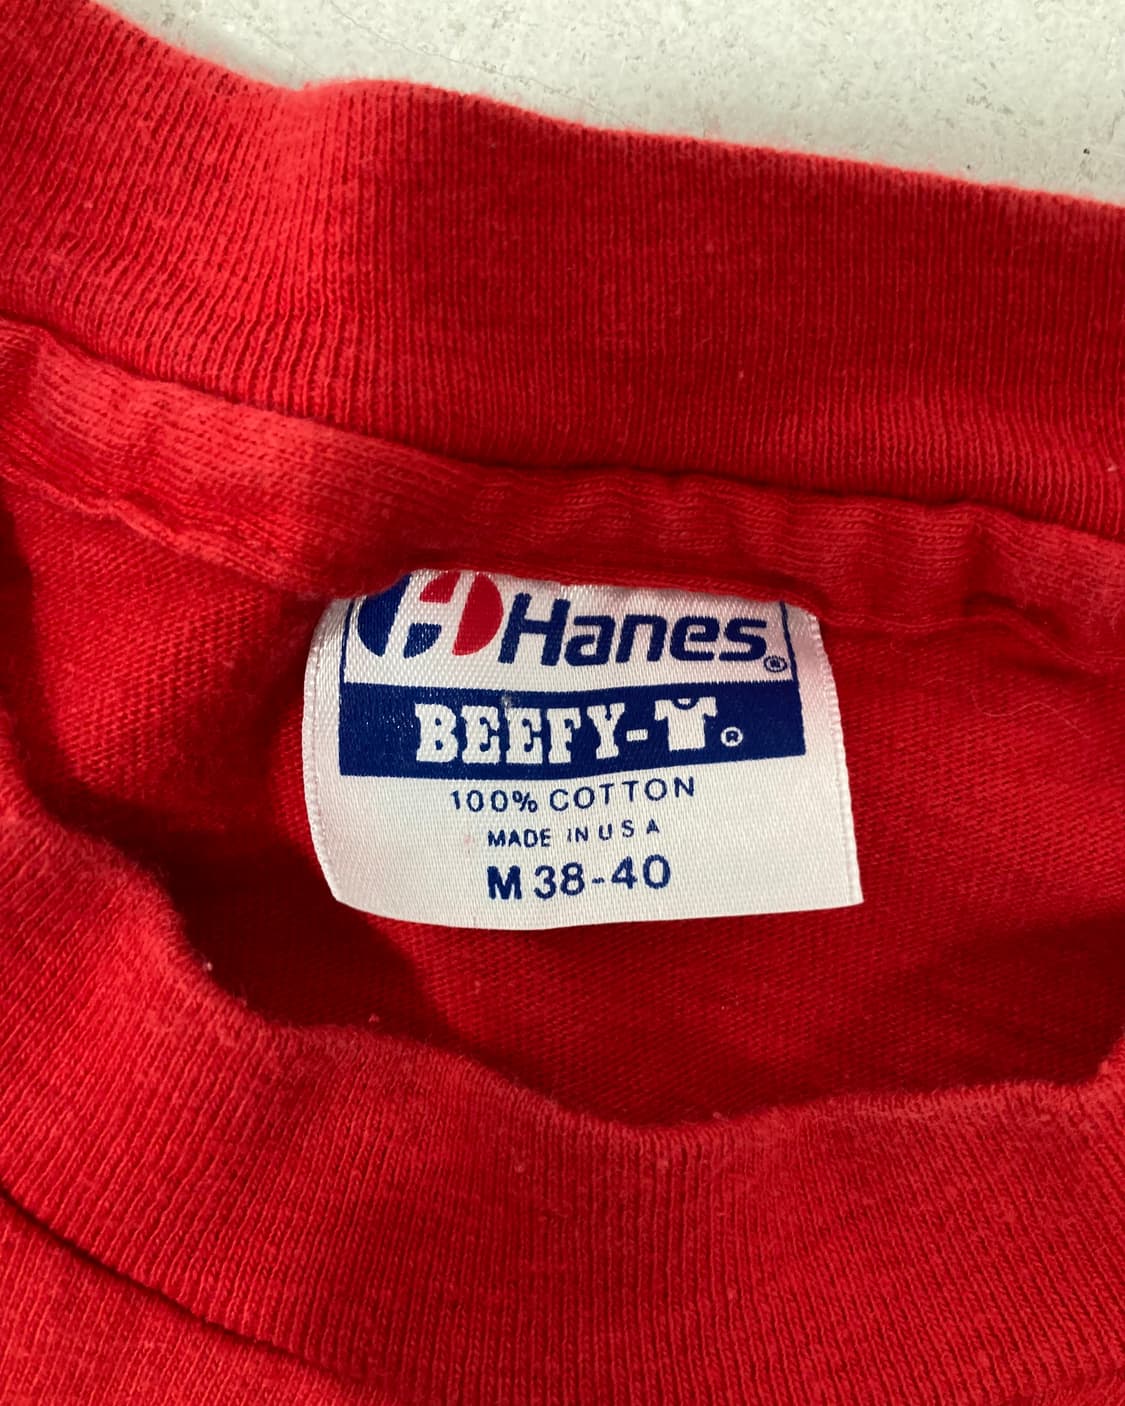 Hanes®
BEEFY-T®
100% COTTON
MADE IN U S A
M 38-40